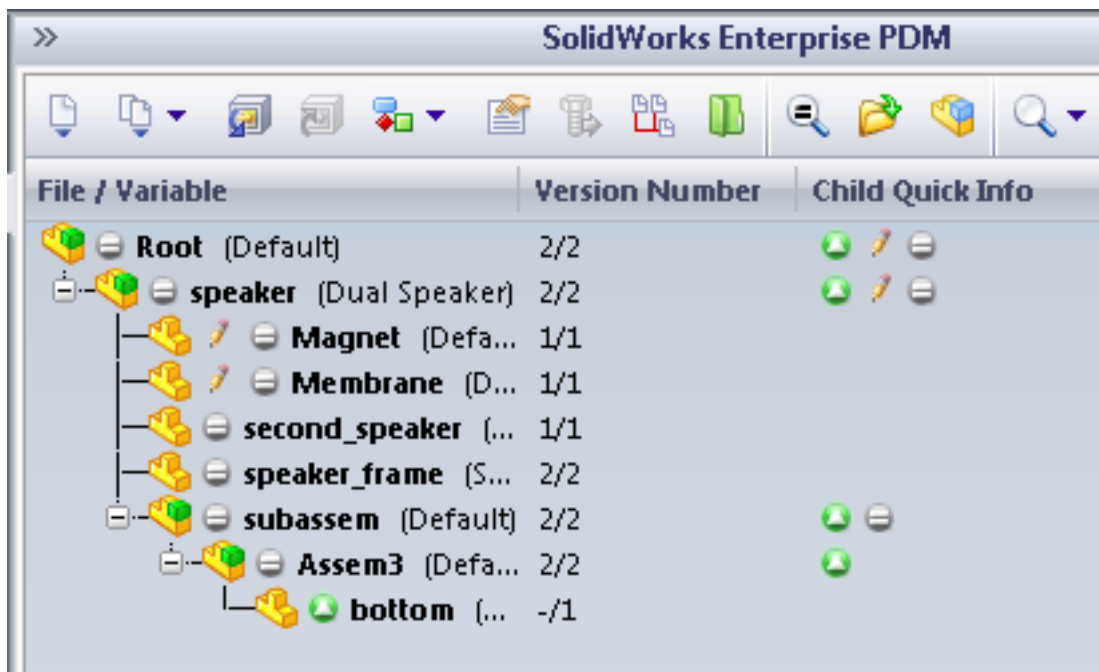 SolidWorks Enterprise PDM
File / Variable Version Number Child Quick Info
Root (Default) 2/2
speaker (Dual Speaker) 2/2
Magnet (Defa... 1/1
Membrane (D... 1/1
second_speaker (... 1/1
speaker_frame (S... 2/2
subassem (Default) 2/2
Assem3 (Defa... 2/2
bottom (... -/1